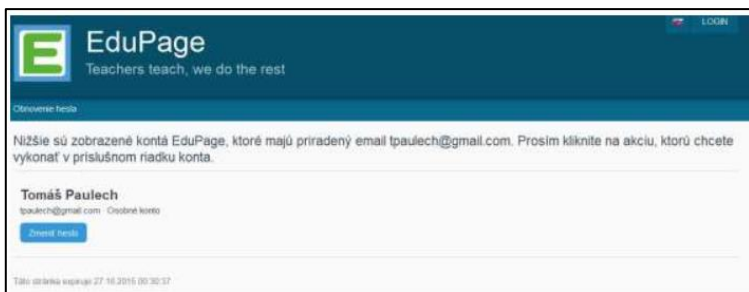 LOGIN
EduPage
Teachers teach, we do the rest
Obnovenie hesla
Nižšie sú zobrazené kontá EduPage, ktoré majú priradený email tpaulech@gmail.com. Prosím kliknite na akciu, ktorú chcete
vykonať v príslušnom riadku konta.
Tomáš Paulech
tpaulech@gmail.com · Osobné konto
Zmeniť heslo
Táto stránka expiruje 27.10.2015 00:30:37